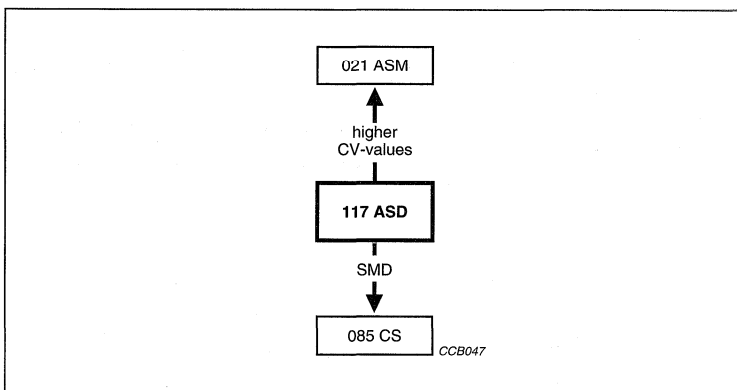 021 ASM
higher
CV-values
117 ASD
SMD
085 CS
CCB047